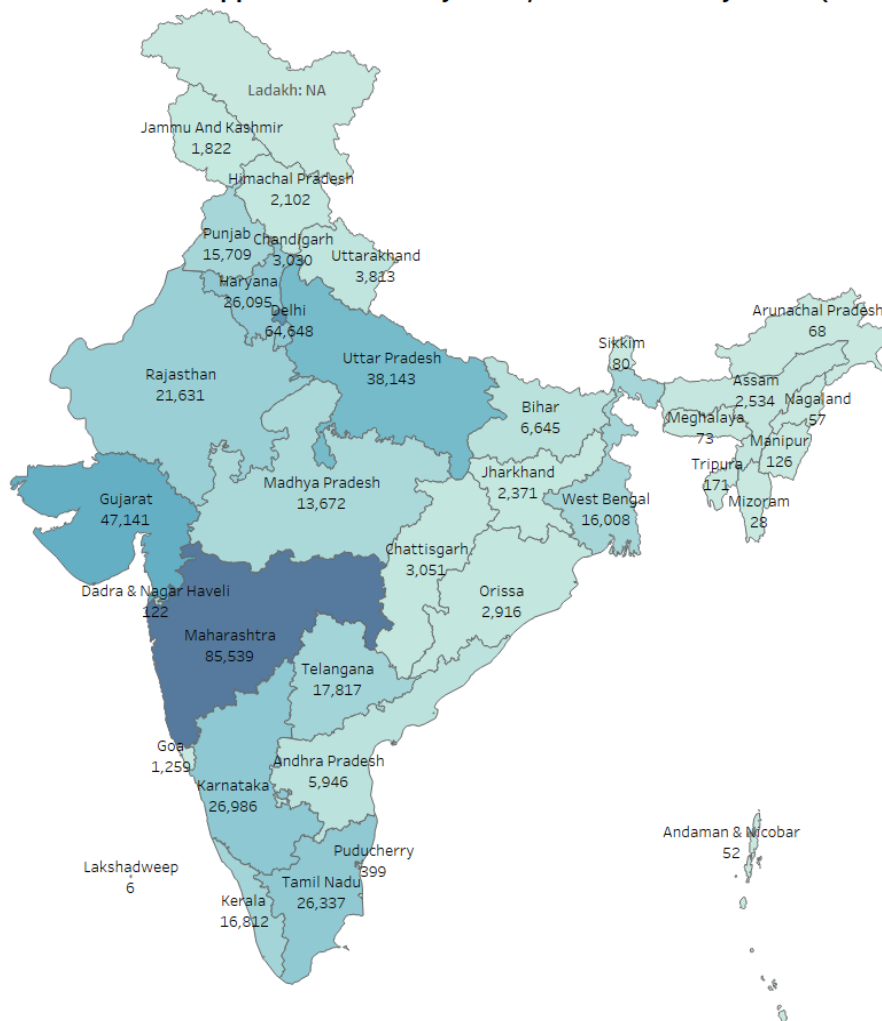 Ladakh: NA
Jammu And Kashmir
1,822
Himachal Pradesh
2,102
Punjab
15,709
Chandigarh
3,030
Uttarakhand
3,813
Haryana
26,095
Delhi
64,648
Arunachal Pradesh
68
Sikkim
80
Uttar Pradesh
38,143
Rajasthan
21,631
Assam
2,534
Nagaland
57
Bihar
6,645
Meghalaya
73
Manipur
126
Jharkhand
2,371
Tripura
171
Mizoram
28
Madhya Pradesh
13,672
West Bengal
16,008
Gujarat
47,141
Chattisgarh
3,051
Orissa
2,916
Dadra & Nagar Haveli
122
Maharashtra
85,539
Telangana
17,817
Goa
1,259
Andhra Pradesh
5,946
Karnataka
26,986
Andaman & Nicobar
52
Puducherry
399
Lakshadweep
6
Tamil Nadu
26,337
Kerala
16,812